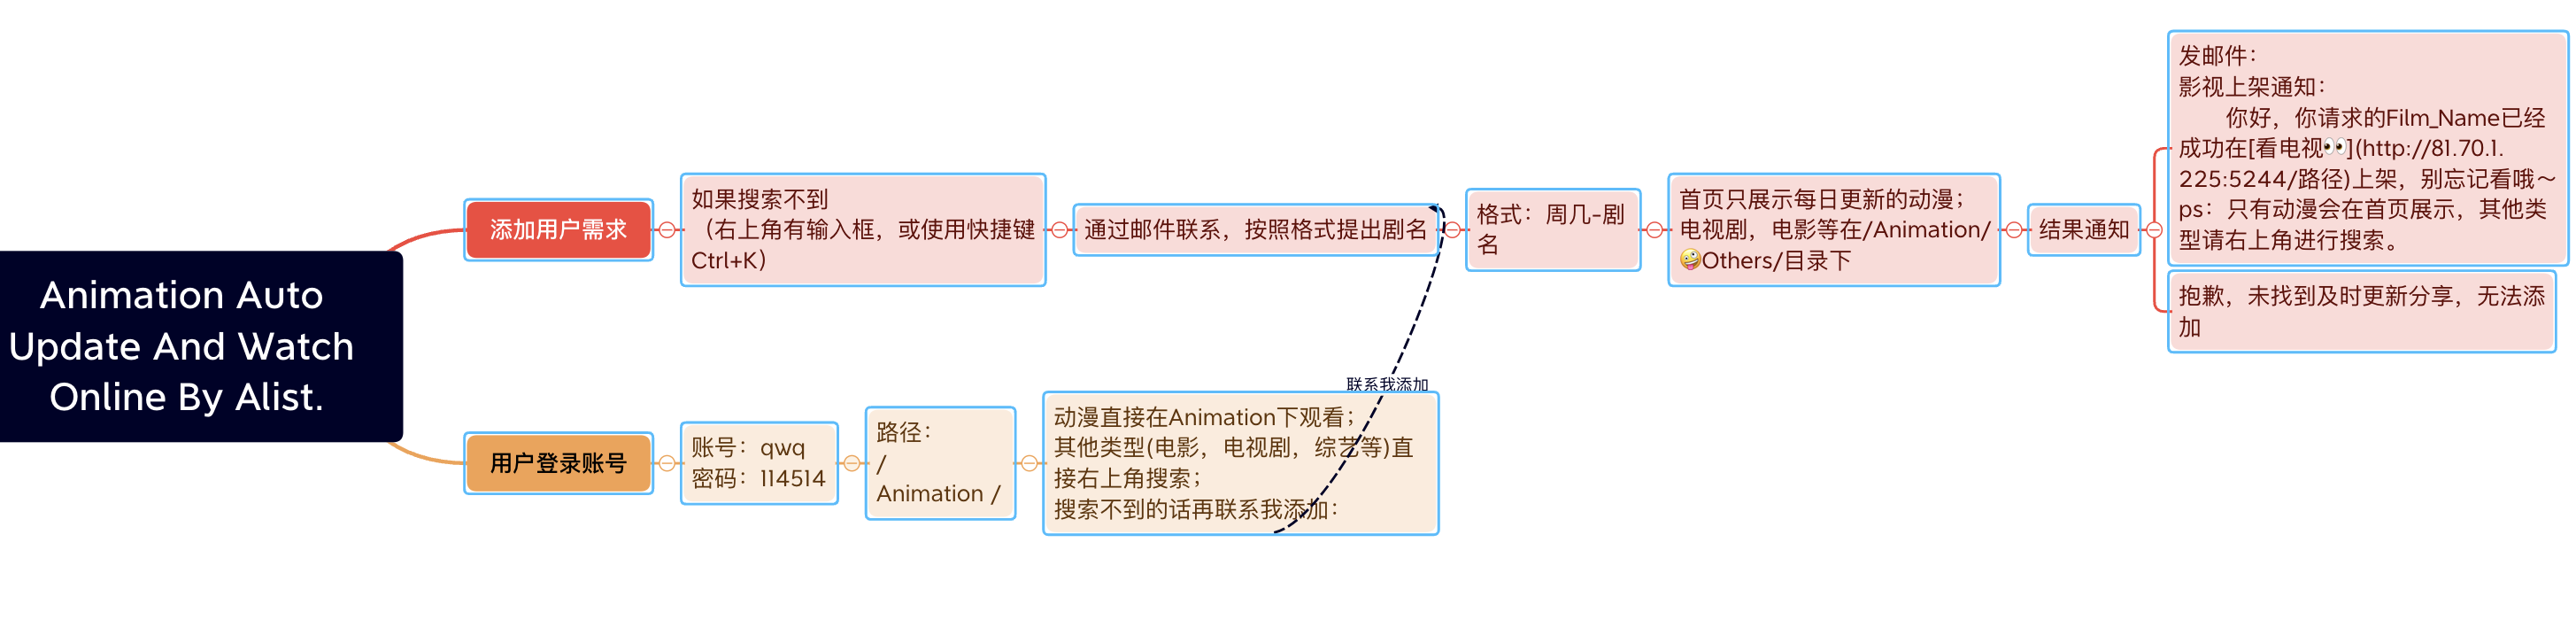 Animation Auto
Update And Watch
Online By Alist.
添加用户需求
如果搜索不到
（右上角有输入框，或使用快捷键
Ctrl+K）
通过邮件联系，按照格式提出剧名
格式：周几-剧
名
首页只展示每日更新的动漫；
电视剧，电影等在/Animation/
🤪Others/目录下
结果通知
发邮件：
影视上架通知：
你好，你请求的Film_Name已经
成功在[看电视👀](http://81.70.1.
225:5244/路径)上架，别忘记看哦～
ps：只有动漫会在首页展示，其他类
型请右上角进行搜索。
抱歉，未找到及时更新分享，无法添
加
联系我添加
用户登录账号
账号：qwq
密码：114514
路径：
/
Animation /
动漫直接在Animation下观看；
其他类型(电影，电视剧，综艺等)直
接右上角搜索；
搜索不到的话再联系我添加：